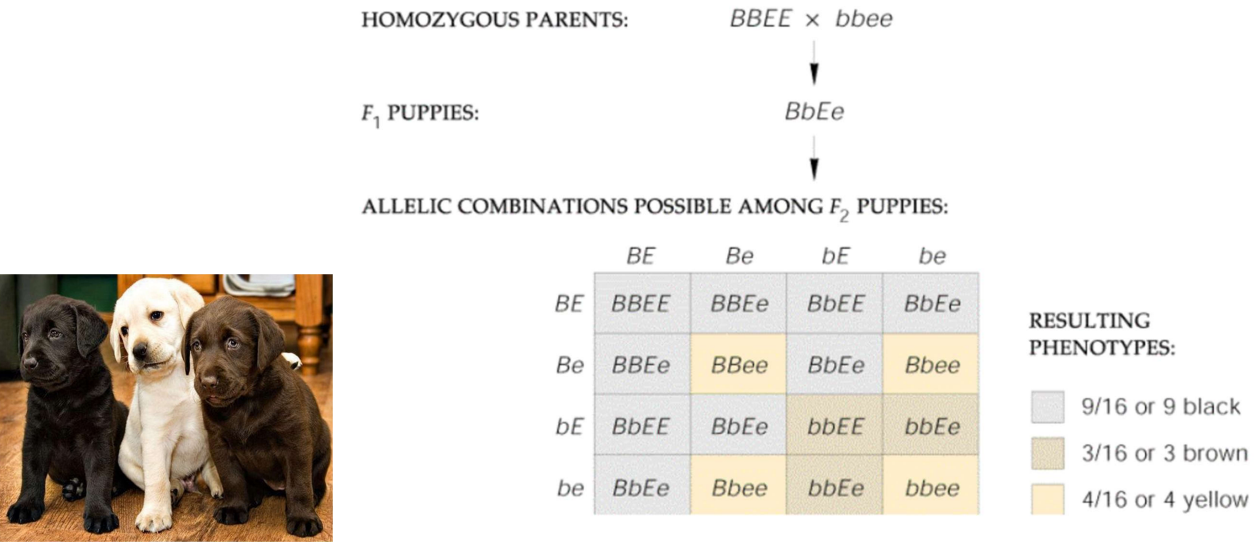 HOMOZYGOUS PARENTS: BBEE × bbee
F₁ PUPPIES: BbEe
ALLELIC COMBINATIONS POSSIBLE AMONG F₂ PUPPIES:
BE Be bE be
BE BBEE BBEe BbEE BbEe
Be BBEe BBee BbEe Bbee
bE BbEE BbEe bbEE bbEe
be BbEe Bbee bbEe bbee
RESULTING
PHENOTYPES:
9/16 or 9 black
3/16 or 3 brown
4/16 or 4 yellow